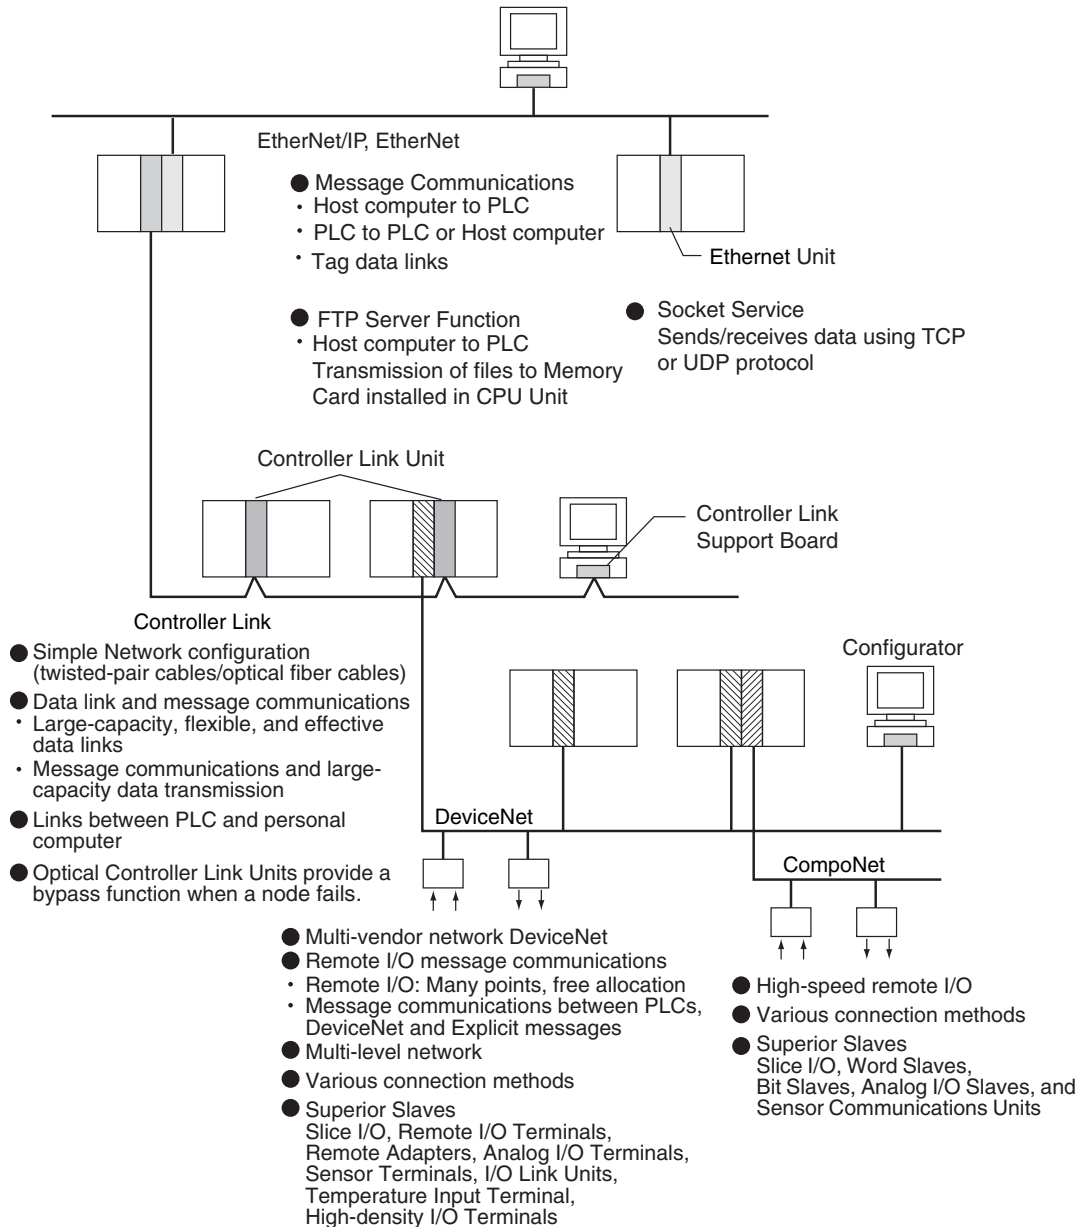 EtherNet/IP, EtherNet
● Message Communications
・ Host computer to PLC
・ PLC to PLC or Host computer
・ Tag data links
Ethernet Unit
● FTP Server Function
・ Host computer to PLC
Transmission of files to Memory
Card installed in CPU Unit
● Socket Service
Sends/receives data using TCP
or UDP protocol
Controller Link Unit
Controller Link
Support Board
Controller Link
● Simple Network configuration
(twisted-pair cables/optical fiber cables)
● Data link and message communications
・ Large-capacity, flexible, and effective
data links
・ Message communications and large-
capacity data transmission
● Links between PLC and personal
computer
● Optical Controller Link Units provide a
bypass function when a node fails.
Configurator
DeviceNet
CompoNet
● Multi-vendor network DeviceNet
● Remote I/O message communications
・ Remote I/O: Many points, free allocation
・ Message communications between PLCs,
DeviceNet and Explicit messages
● Multi-level network
● Various connection methods
● Superior Slaves
Slice I/O, Remote I/O Terminals,
Remote Adapters, Analog I/O Terminals,
Sensor Terminals, I/O Link Units,
Temperature Input Terminal,
High-density I/O Terminals
● High-speed remote I/O
● Various connection methods
● Superior Slaves
Slice I/O, Word Slaves,
Bit Slaves, Analog I/O Slaves, and
Sensor Communications Units